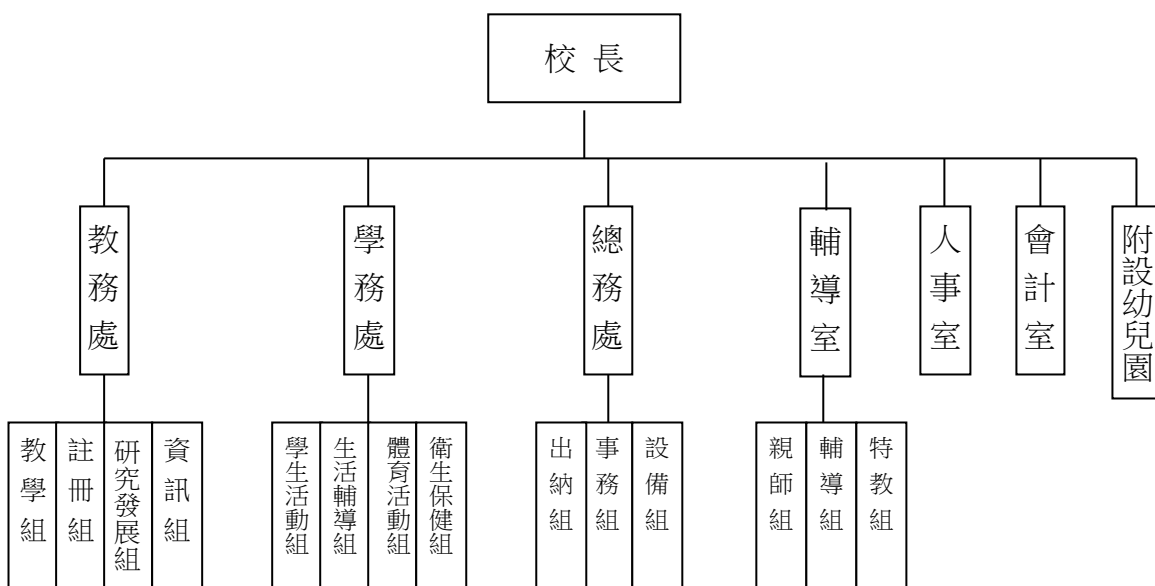 校 長
教務處
學務處
總務處
輔導室
人事室
會計室
附設幼兒園
教學組
註冊組
研究發展組
資訊組
學生活動組
生活輔導組
體育活動組
衛生保健組
出納組
事務組
設備組
親師組
輔導組
特教組